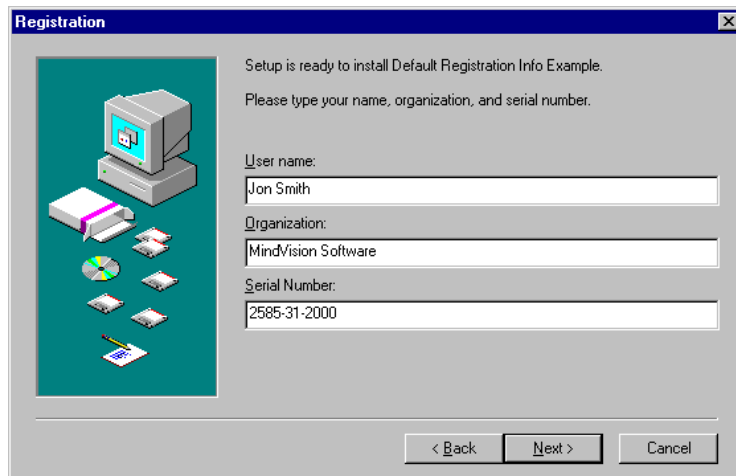 Registration
Setup is ready to install Default Registration Info Example.
Please type your name, organization, and serial number.
User name:
Jon Smith
Organization:
MindVision Software
Serial Number:
2585-31-2000
< Back
Next >
Cancel